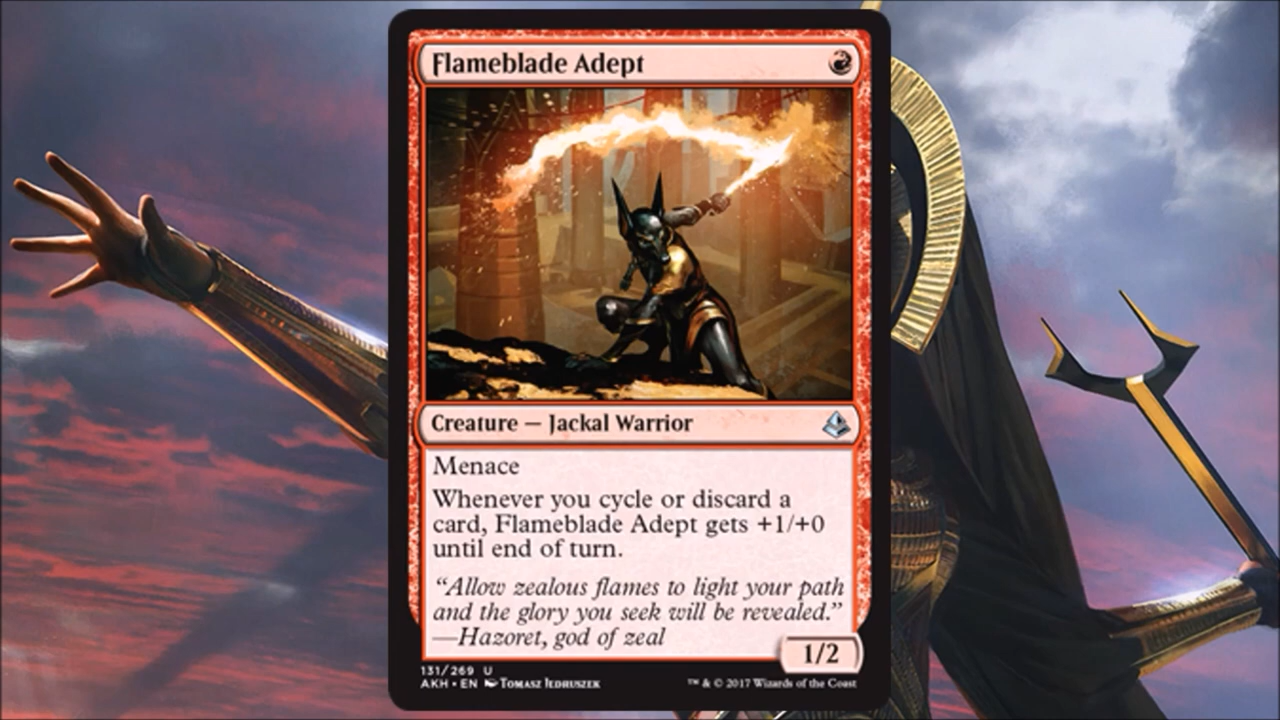 Flameblade Adept
Creature — Jackal Warrior
Menace
Whenever you cycle or discard a
card, Flameblade Adept gets +1/+0
until end of turn.
“Allow zealous flames to light your path
and the glory you seek will be revealed.”
—Hazoret, god of zeal
1/2
131/269 U
AKH • EN Tomasz Jedruszek
™ & © 2017 Wizards of the Coast